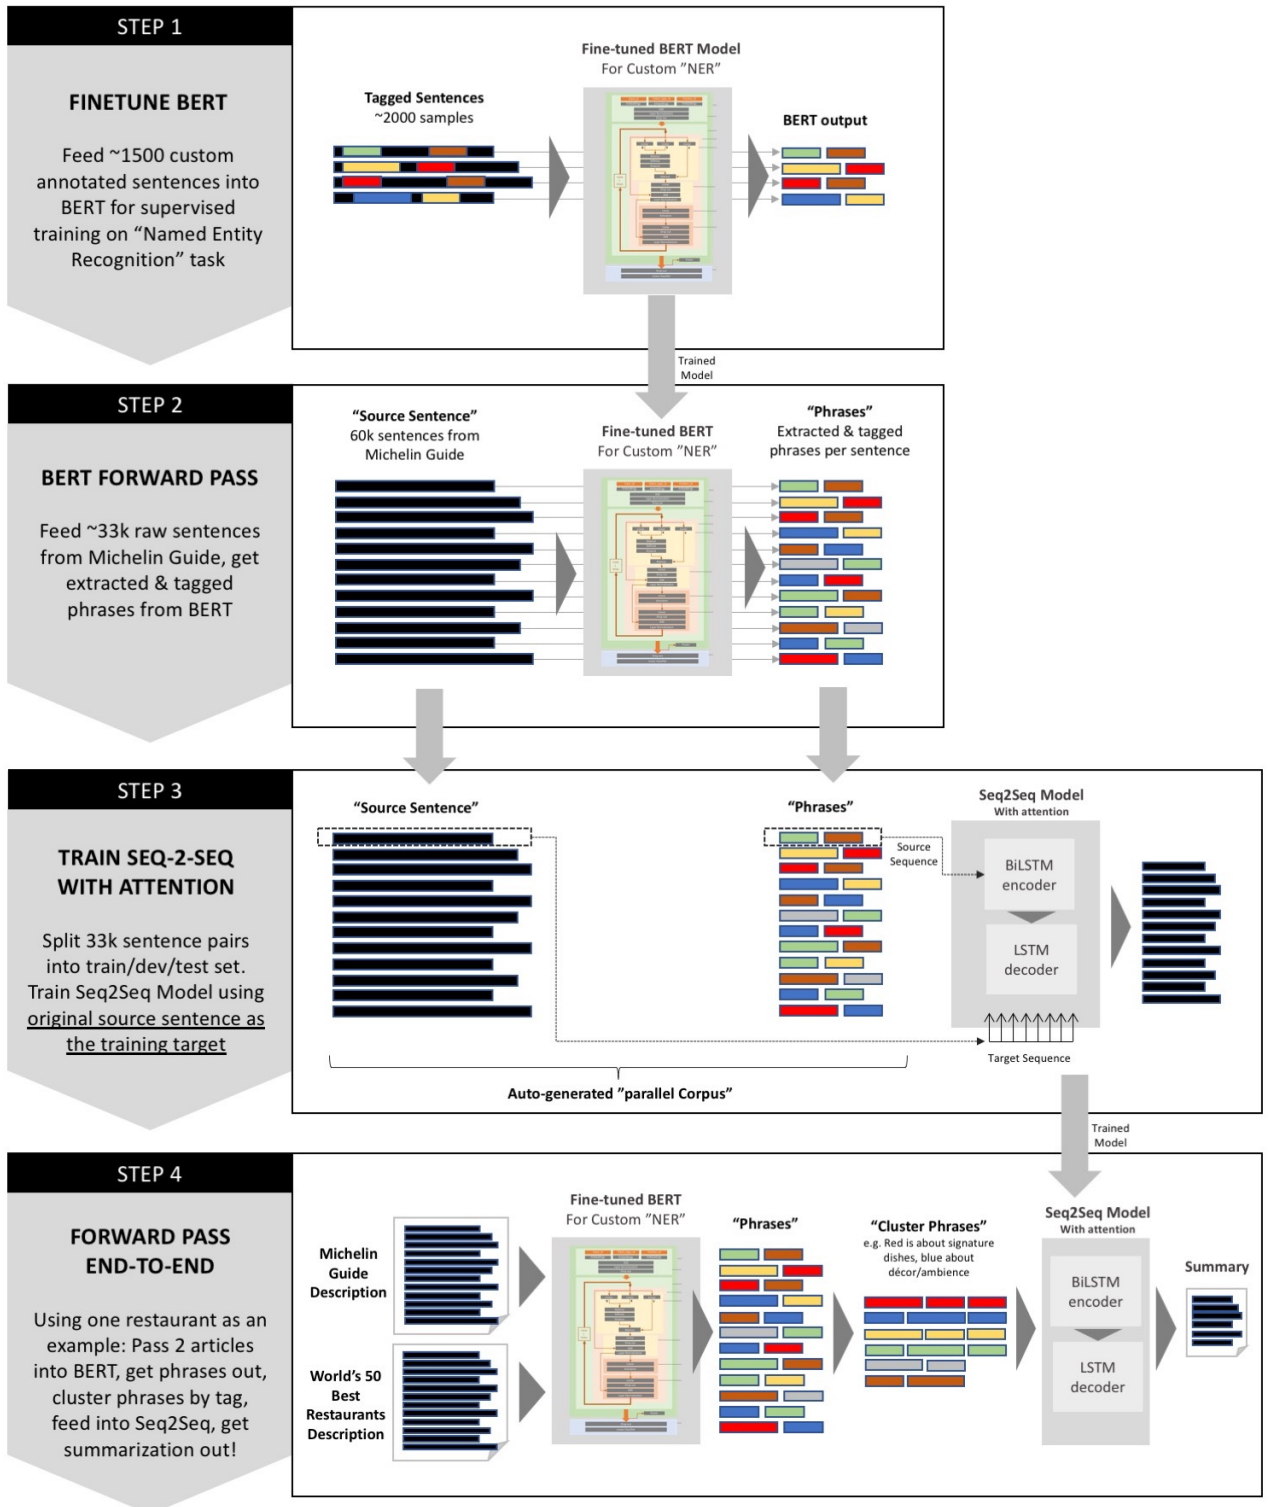 STEP 1
FINETUNE BERT
Feed ~1500 custom
annotated sentences into
BERT for supervised
training on “Named Entity
Recognition” task
Tagged Sentences
~2000 samples
Fine-tuned BERT Model
For Custom ”NER”
BERT output
Trained
Model
STEP 2
BERT FORWARD PASS
Feed ~33k raw sentences
from Michelin Guide, get
extracted & tagged
phrases from BERT
“Source Sentence”
60k sentences from
Michelin Guide
Fine-tuned BERT
For Custom ”NER”
“Phrases”
Extracted & tagged
phrases per sentence
STEP 3
TRAIN SEQ-2-SEQ
WITH ATTENTION
Split 33k sentence pairs
into train/dev/test set.
Train Seq2Seq Model using
original source sentence as
the training target
“Source Sentence”
“Phrases”
Source
Sequence
Seq2Seq Model
With attention
BiLSTM
encoder
LSTM
decoder
Target Sequence
Auto-generated ”parallel Corpus”
Trained
Model
STEP 4
FORWARD PASS
END-TO-END
Using one restaurant as an
example: Pass 2 articles
into BERT, get phrases out,
cluster phrases by tag,
feed into Seq2Seq, get
summarization out!
Michelin
Guide
Description
World’s 50
Best
Restaurants
Description
Fine-tuned BERT
For Custom ”NER”
“Phrases”
“Cluster Phrases”
e.g. Red is about signature
dishes, blue about
décor/ambience
Seq2Seq Model
With attention
BiLSTM
encoder
LSTM
decoder
Summary